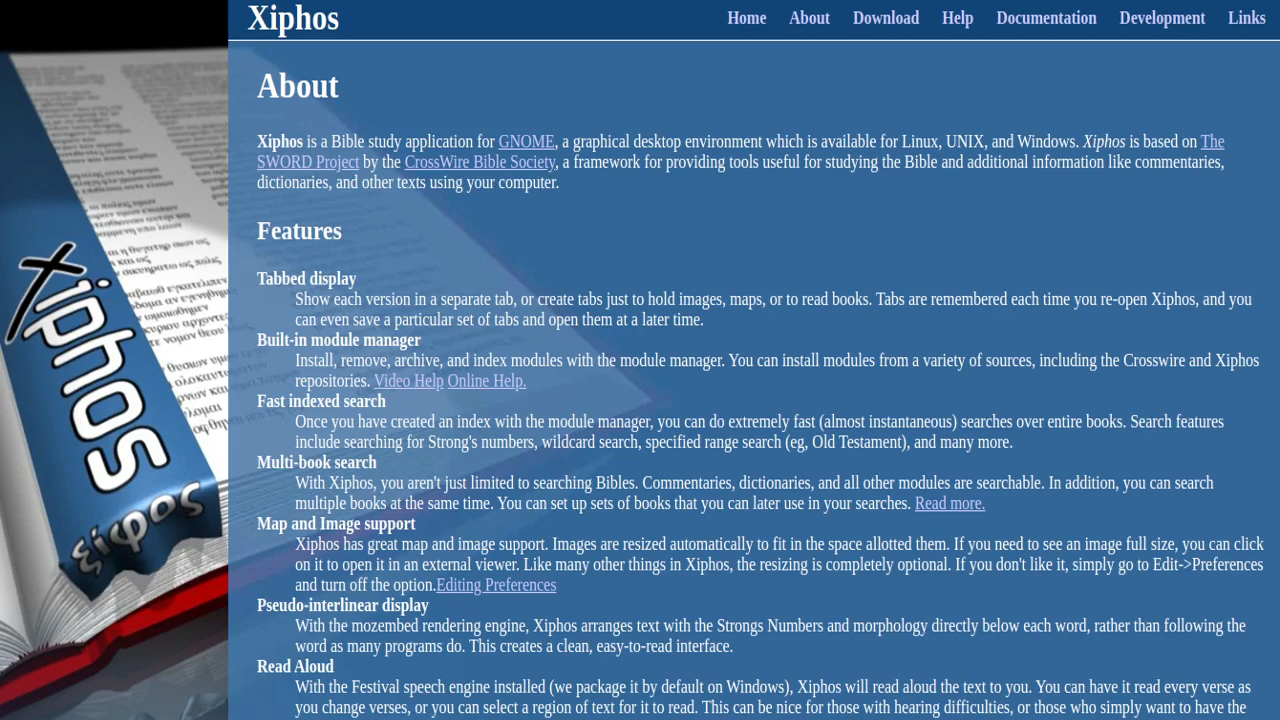 Xiphos
Home About Download Help Documentation Development Links
About
Xiphos is a Bible study application for GNOME, a graphical desktop environment which is available for Linux, UNIX, and Windows. Xiphos is based on The
SWORD Project by the CrossWire Bible Society, a framework for providing tools useful for studying the Bible and additional information like commentaries,
dictionaries, and other texts using your computer.
Features
Tabbed display
Show each version in a separate tab, or create tabs just to hold images, maps, or to read books. Tabs are remembered each time you re-open Xiphos, and you
can even save a particular set of tabs and open them at a later time.
Built-in module manager
Install, remove, archive, and index modules with the module manager. You can install modules from a variety of sources, including the Crosswire and Xiphos
repositories. Video Help Online Help.
Fast indexed search
Once you have created an index with the module manager, you can do extremely fast (almost instantaneous) searches over entire books. Search features
include searching for Strong's numbers, wildcard search, specified range search (eg, Old Testament), and many more.
Multi-book search
With Xiphos, you aren't just limited to searching Bibles. Commentaries, dictionaries, and all other modules are searchable. In addition, you can search
multiple books at the same time. You can set up sets of books that you can later use in your searches. Read more.
Map and Image support
Xiphos has great map and image support. Images are resized automatically to fit in the space allotted them. If you need to see an image full size, you can click
on it to open it in an external viewer. Like many other things in Xiphos, the resizing is completely optional. If you don't like it, simply go to Edit->Preferences
and turn off the option.Editing Preferences
Pseudo-interlinear display
With the mozembed rendering engine, Xiphos arranges text with the Strongs Numbers and morphology directly below each word, rather than following the
word as many programs do. This creates a clean, easy-to-read interface.
Read Aloud
With the Festival speech engine installed (we package it by default on Windows), Xiphos will read aloud the text to you. You can have it read every verse as
you change verses, or you can select a region of text for it to read. This can be nice for those with hearing difficulties, or those who simply want to have the
Xiphos
ξίφος